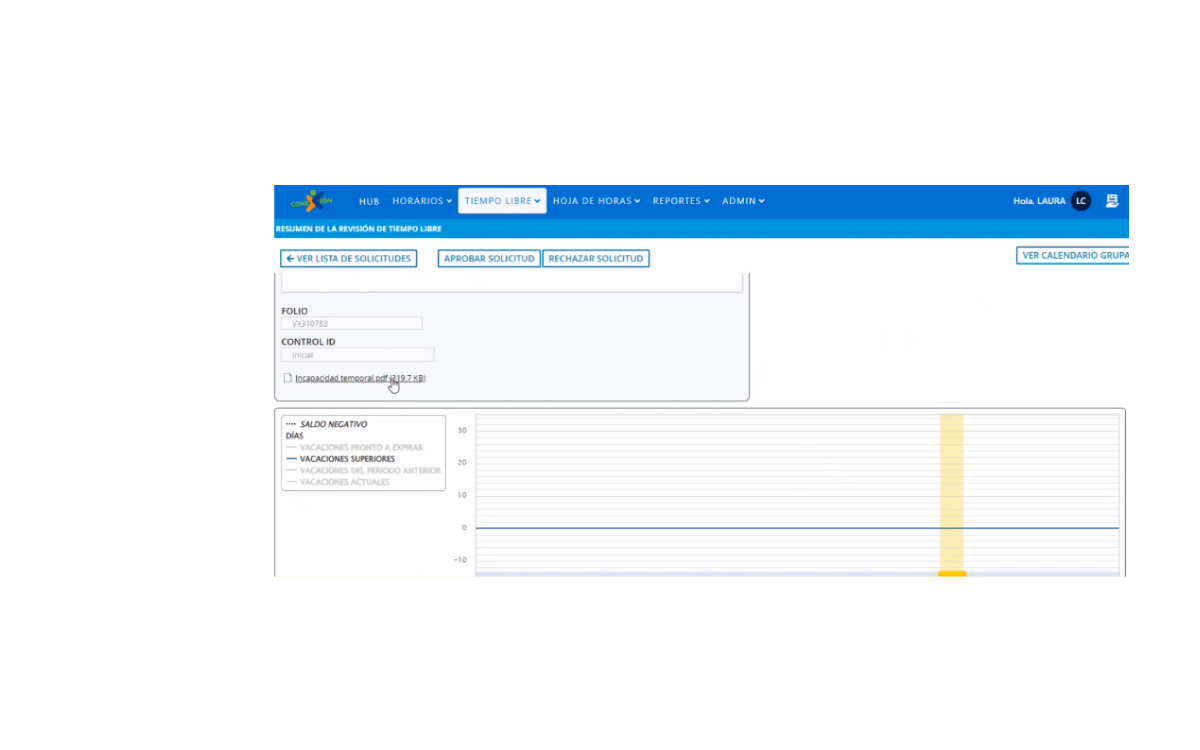 CONEXIÓN HUB HORARIOS TIEMPO LIBRE HOJA DE HORAS REPORTES ADMIN Hola, LAURA LC
RESUMEN DE LA REVISIÓN DE TIEMPO LIBRE
VER LISTA DE SOLICITUDES APROBAR SOLICITUD RECHAZAR SOLICITUD VER CALENDARIO GRUPA
FOLIO
VX310783
CONTROL ID
Inicial
Incapacidad temporal.pdf (319.7 KB)
SALDO NEGATIVO
DÍAS
VACACIONES PRONTO A EXPIRAR
VACACIONES SUPERIORES
VACACIONES DEL PERIODO ANTERIOR
VACACIONES ACTUALES
30
20
10
0
-10